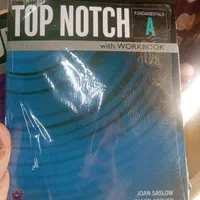 TOP NOTCH
FUNDAMENTALS A
with WORKBOOK
JOAN SASLOW